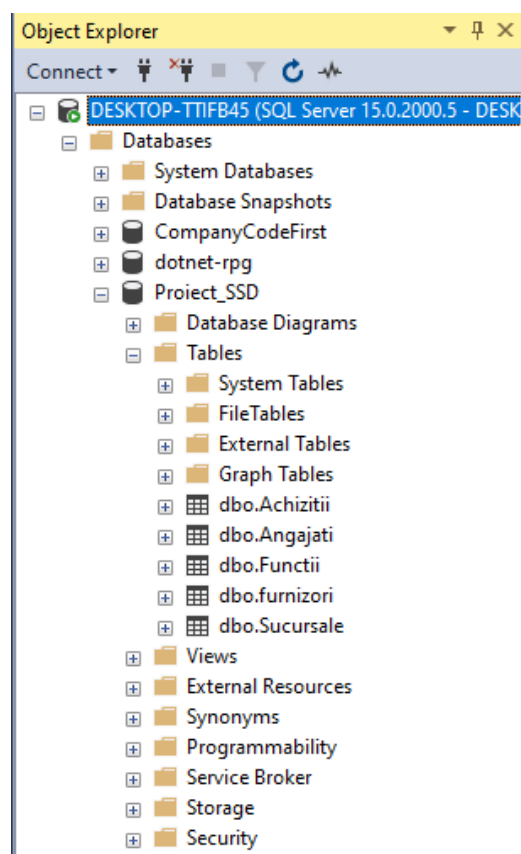 Object Explorer
Connect
DESKTOP-TTIFB45 (SQL Server 15.0.2000.5 - DESK
Databases
System Databases
Database Snapshots
CompanyCodeFirst
dotnet-rpg
Proiect_SSD
Database Diagrams
Tables
System Tables
FileTables
External Tables
Graph Tables
dbo.Achizitii
dbo.Angajati
dbo.Functii
dbo.furnizori
dbo.Sucursale
Views
External Resources
Synonyms
Programmability
Service Broker
Storage
Security